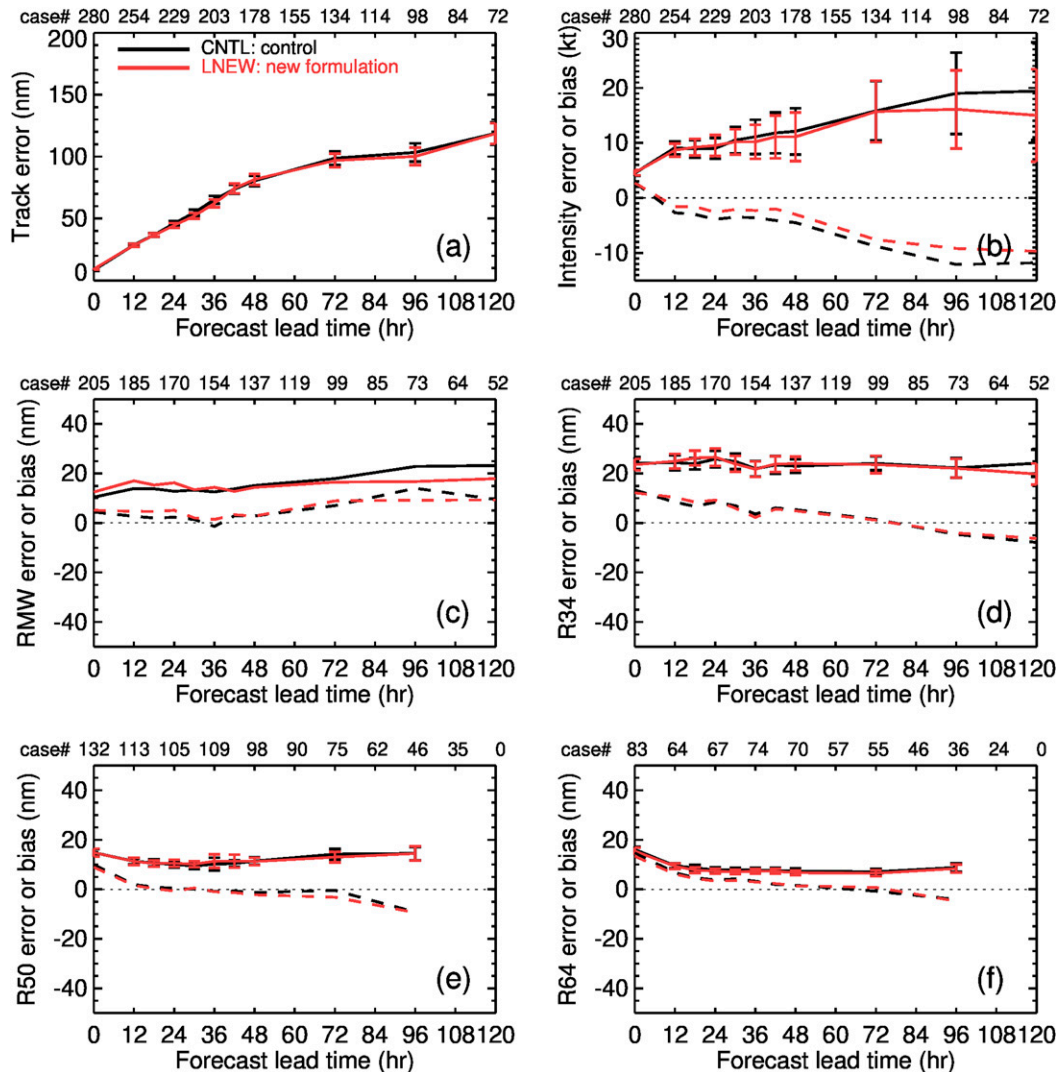 case# 280 254 229 203 178 155 134 114 98 84 72
200
150
100
50
0
Track error (nm)
CNTL: control
LNEW: new formulation
(a)
0 12 24 36 48 60 72 84 96 108 120
Forecast lead time (hr)
case# 280 254 229 203 178 155 134 114 98 84 72
30
20
10
0
-10
Intensity error or bias (kt)
(b)
0 12 24 36 48 60 72 84 96 108 120
Forecast lead time (hr)
case# 205 185 170 154 137 119 99 85 73 64 52
40
20
0
-20
-40
RMW error or bias (nm)
(c)
0 12 24 36 48 60 72 84 96 108 120
Forecast lead time (hr)
case# 205 185 170 154 137 119 99 85 73 64 52
40
20
0
-20
-40
R34 error or bias (nm)
(d)
0 12 24 36 48 60 72 84 96 108 120
Forecast lead time (hr)
case# 132 113 105 109 98 90 75 62 46 35 0
40
20
0
-20
-40
R50 error or bias (nm)
(e)
0 12 24 36 48 60 72 84 96 108 120
Forecast lead time (hr)
case# 83 64 67 74 70 57 55 46 36 24 0
40
20
0
-20
-40
R64 error or bias (nm)
(f)
0 12 24 36 48 60 72 84 96 108 120
Forecast lead time (hr)